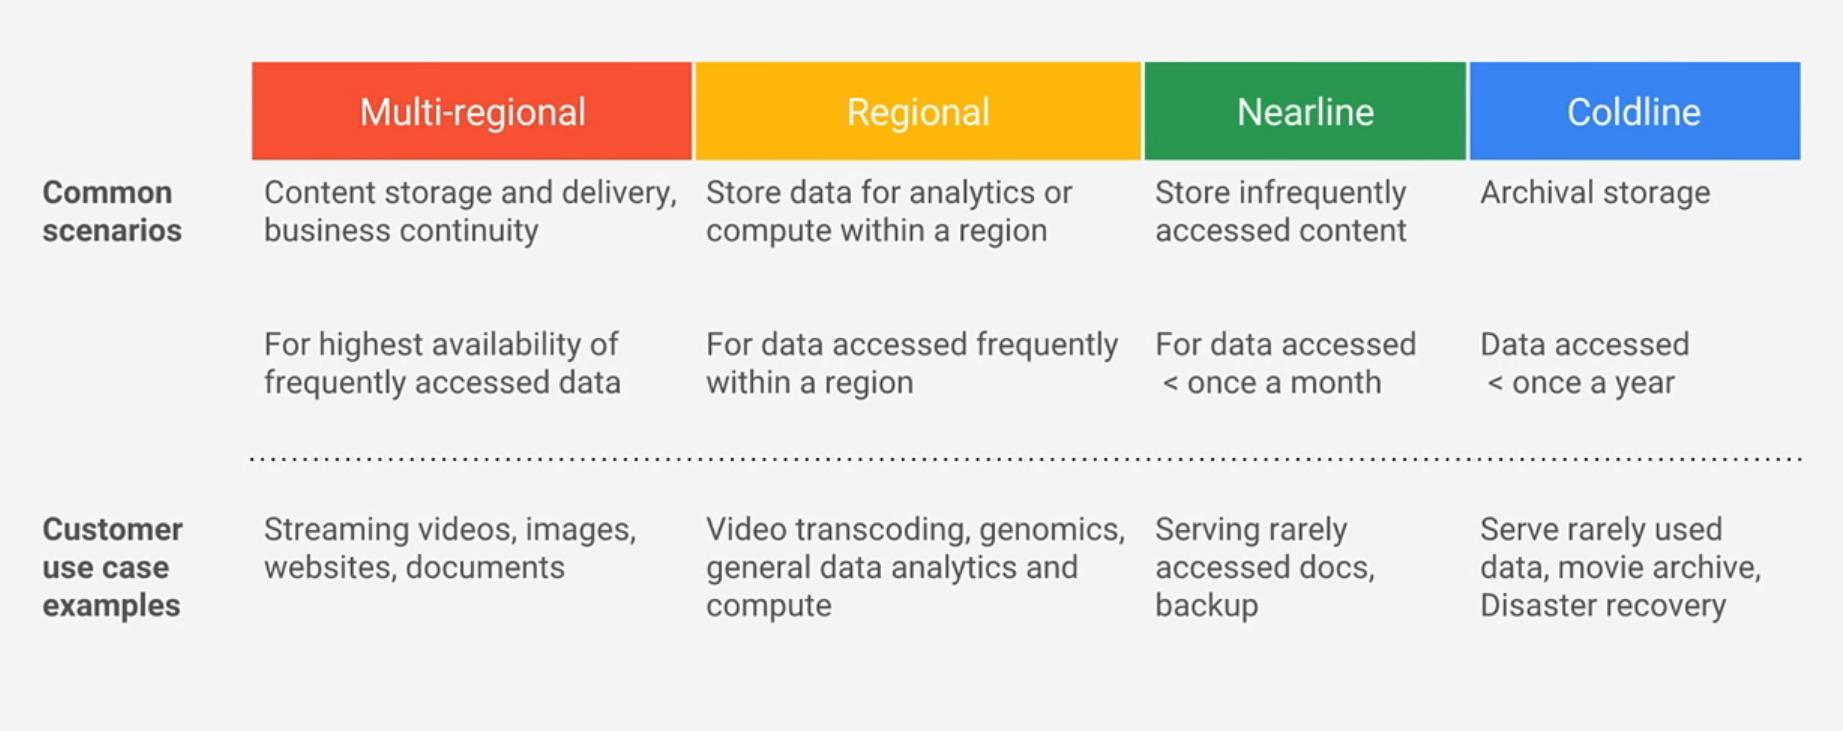 Multi-regional
Regional
Nearline
Coldline
Common
scenarios
Content storage and delivery,
business continuity
Store data for analytics or
compute within a region
Store infrequently
accessed content
Archival storage
For highest availability of
frequently accessed data
For data accessed frequently
within a region
For data accessed
< once a month
Data accessed
< once a year
Customer
use case
examples
Streaming videos, images,
websites, documents
Video transcoding, genomics,
general data analytics and
compute
Serving rarely
accessed docs,
backup
Serve rarely used
data, movie archive,
Disaster recovery